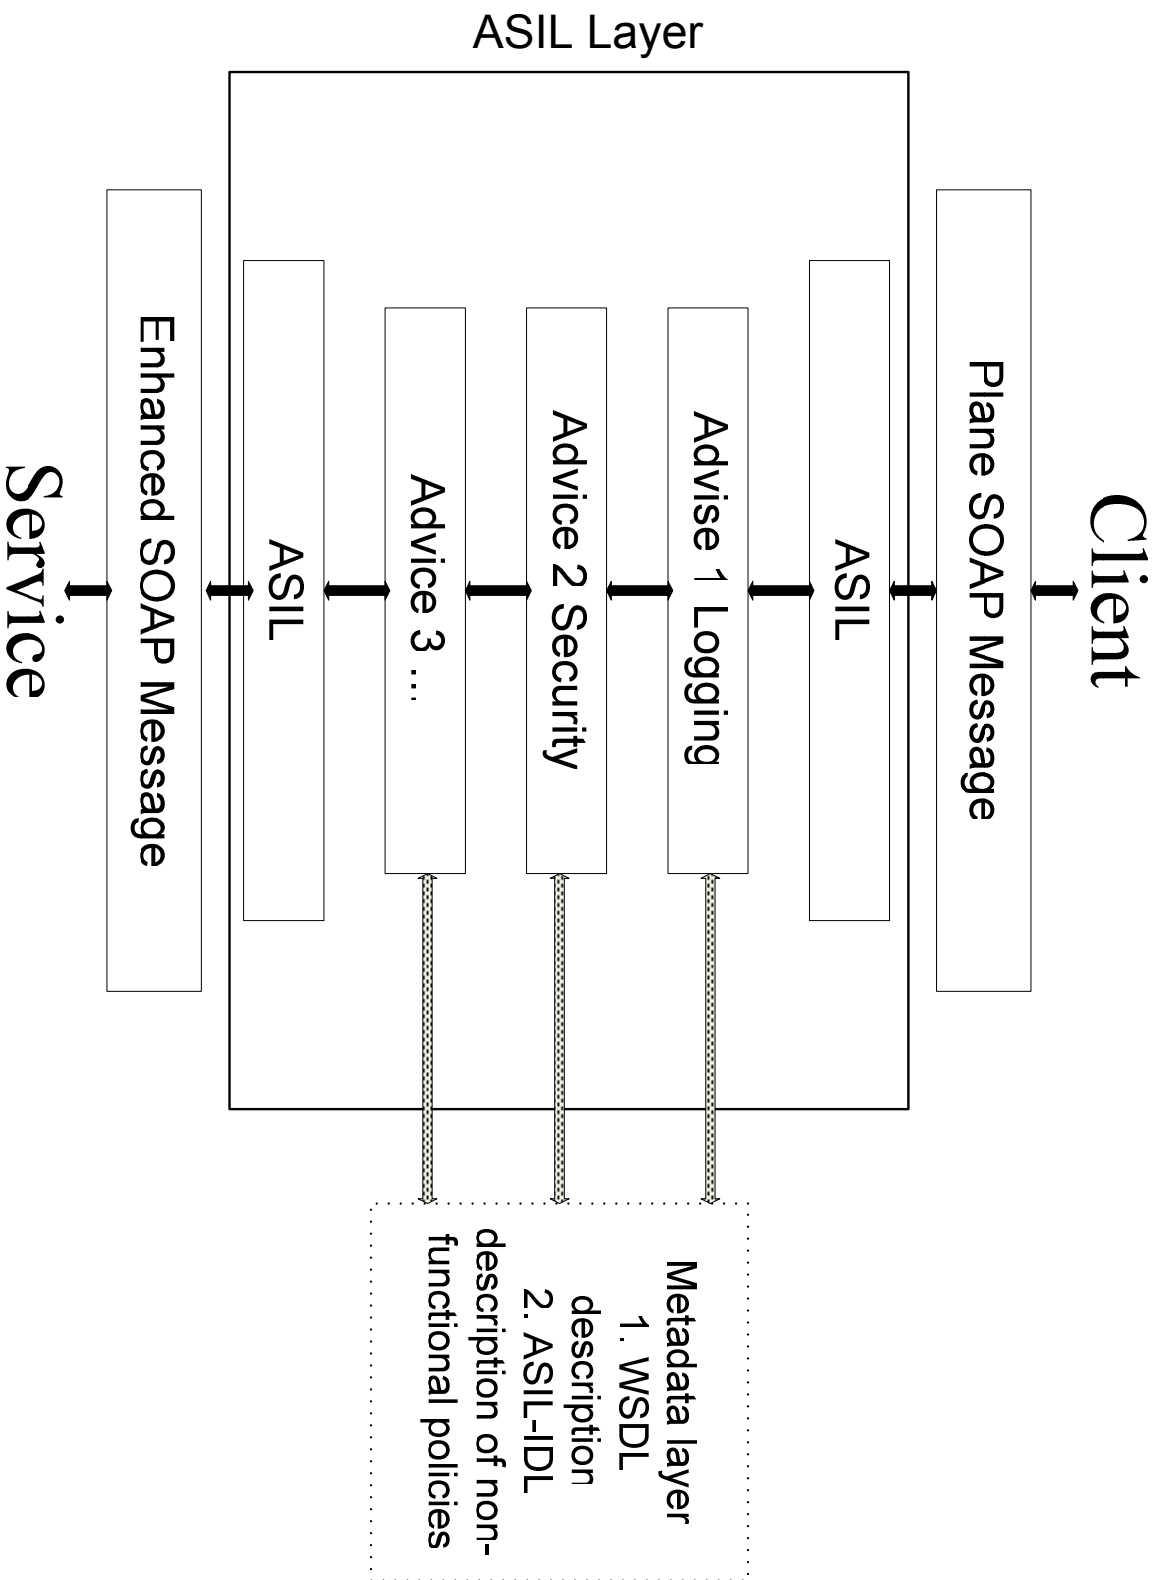 ASIL Layer
Client
Plane SOAP Message
ASIL
Advise 1 Logging
Advice 2 Security
Advice 3 ...
ASIL
Enhanced SOAP Message
Service
Metadata layer
1. WSDL
description
2. ASIL-IDL
description of non-
functional policies